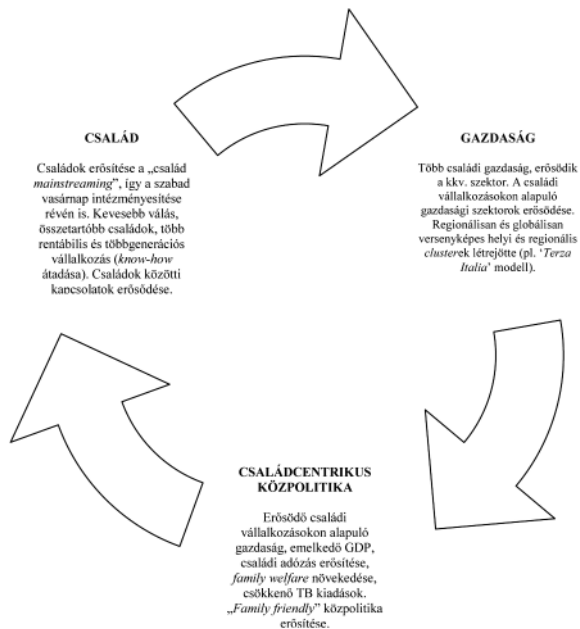 CSALÁD
Családok erősítése a „család
mainstreaming”, így a szabad
vasárnap intézményesítése
révén is. Kevesebb válás,
összetartóbb családok, több
rentábilis és többgenerációs
vállalkozás (know-how
átadása). Családok közötti
kapcsolatok erősödése.
GAZDASÁG
Több családi gazdaság, erősödik
a kkv. szektor. A családi
vállalkozásokon alapuló
gazdasági szektorok erősödése.
Regionálisan és globálisan
versenyképes helyi és regionális
clusterek létrejötte (pl. ‘Terza
Italia’ modell).
CSALÁDCENTRIKUS
KÖZPOLITIKA
Erősödő családi
vállalkozásokon alapuló
gazdaság, emelkedő GDP,
családi adózás erősítése,
family welfare növekedése,
csökkenő TB kiadások.
„Family friendly” közpolitika
erősítése.